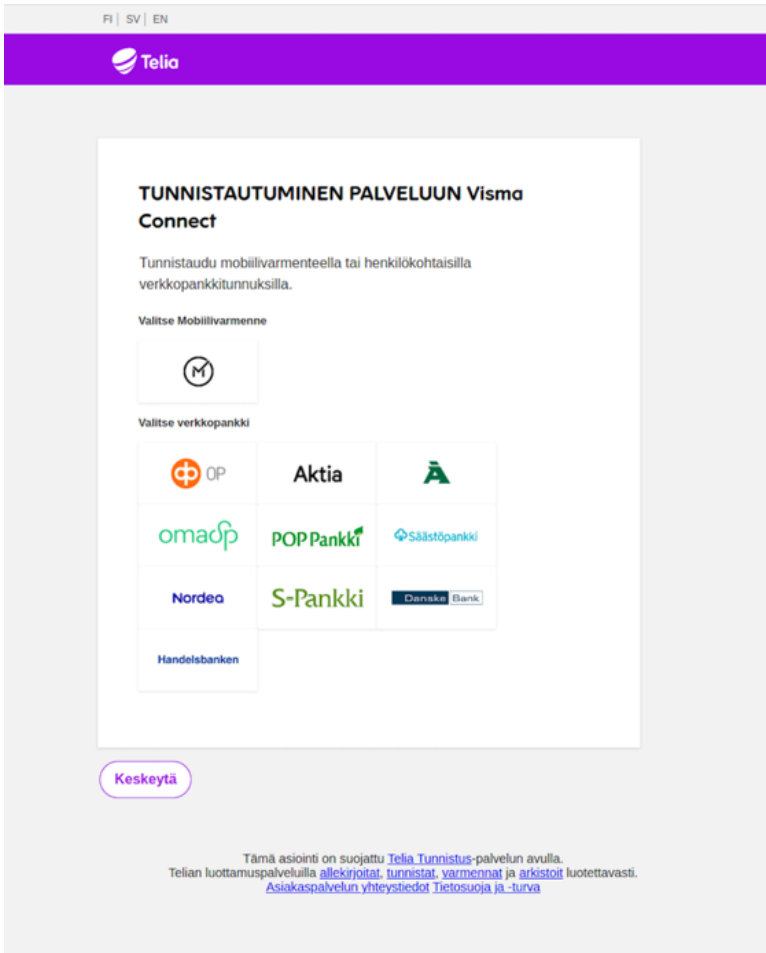 FI | SV | EN
Telia
TUNNISTAUTUMINEN PALVELUUN Visma
Connect
Tunnistaudu mobiilivarmenteella tai henkilökohtaisilla
verkkopankkitunnuksilla.
Valitse Mobiilivarmenne
M
Valitse verkkopankki
OP Aktia Å
omasp POP Pankki Säästöpankki
Nordea S-Pankki Danske Bank
Handelsbanken
Keskeytä
Tämä asiointi on suojattu Telia Tunnistus-palvelun avulla.
Telian luottamuspalveluilla allekirjoitat, tunnistat, varmennat ja arkistoit luotettavasti.
Asiakaspalvelun yhteystiedot Tietosuoja ja -turva